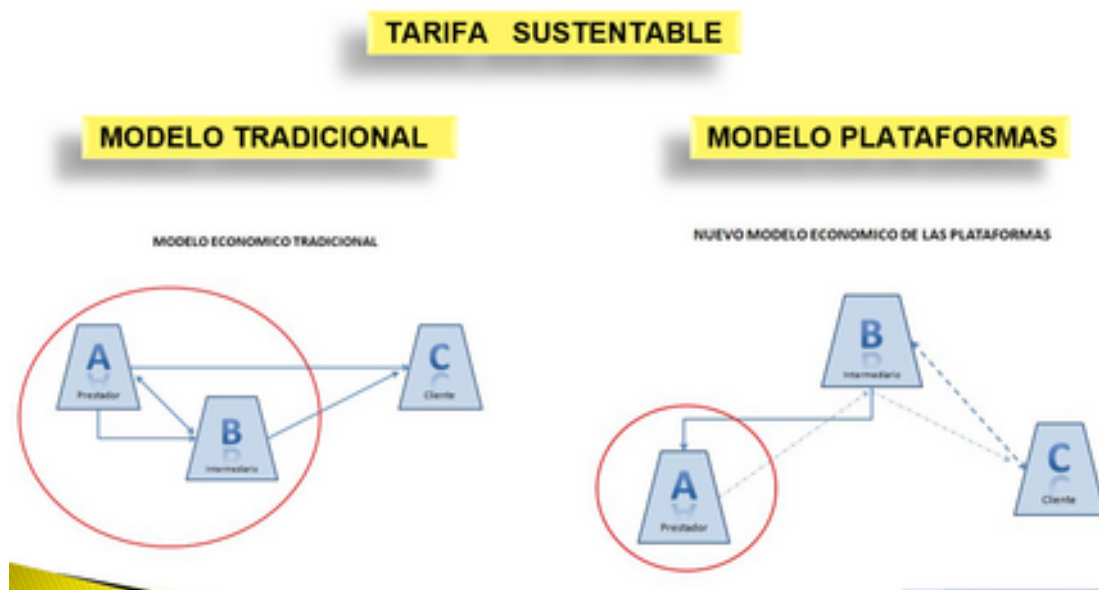 TARIFA SUSTENTABLE
MODELO TRADICIONAL
MODELO ECONOMICO TRADICIONAL
A
Prestador
B
Intermediario
C
Cliente
MODELO PLATAFORMAS
NUEVO MODELO ECONOMICO DE LAS PLATAFORMAS
B
Intermediario
A
Prestador
C
Cliente